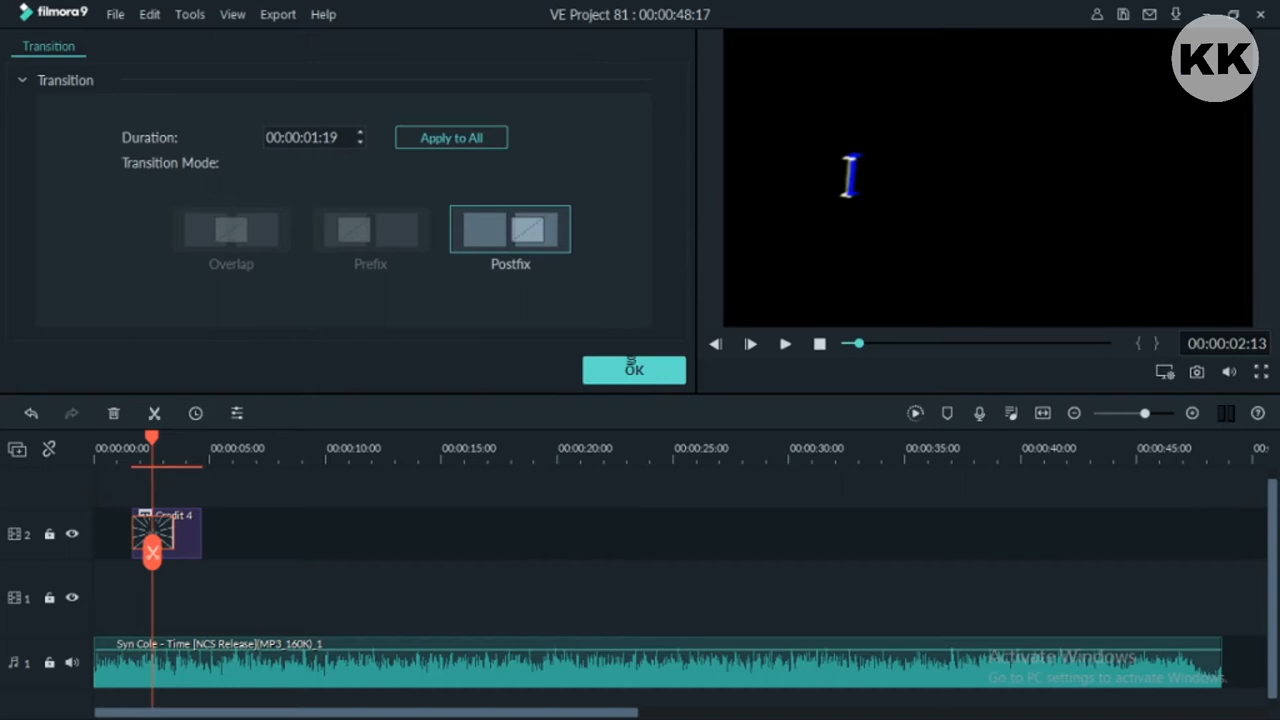 filmora9 File Edit Tools View Export Help VE Project 81 : 00:00:48:17
KK
Transition
Transition
Duration: 00:00:01:19 Apply to All
Transition Mode:
I
Overlap Prefix Postfix
OK
00:00:02:13
00:00:00:00 00:00:05:00 00:00:10:00 00:00:15:00 00:00:20:00 00:00:25:00 00:00:30:00 00:00:35:00 00:00:40:00 00:00:45:00 00:
Credit 4
2
1
Syn Cole - Time [NCS Release](MP3_160K)_1
1
Activate Windows
Go to PC settings to activate Windows.